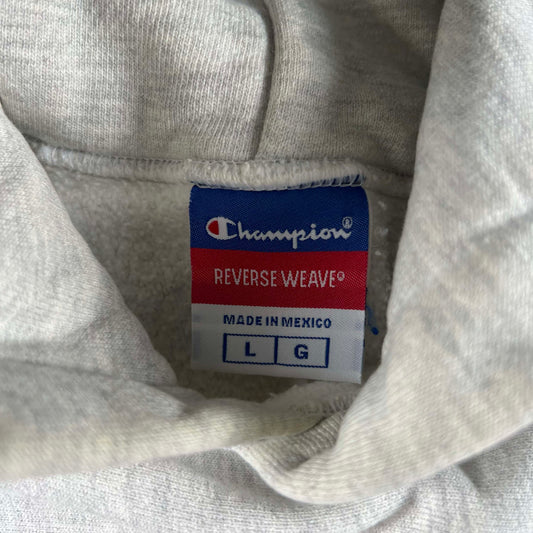 Champion®
REVERSE WEAVE®
MADE IN MEXICO
L G